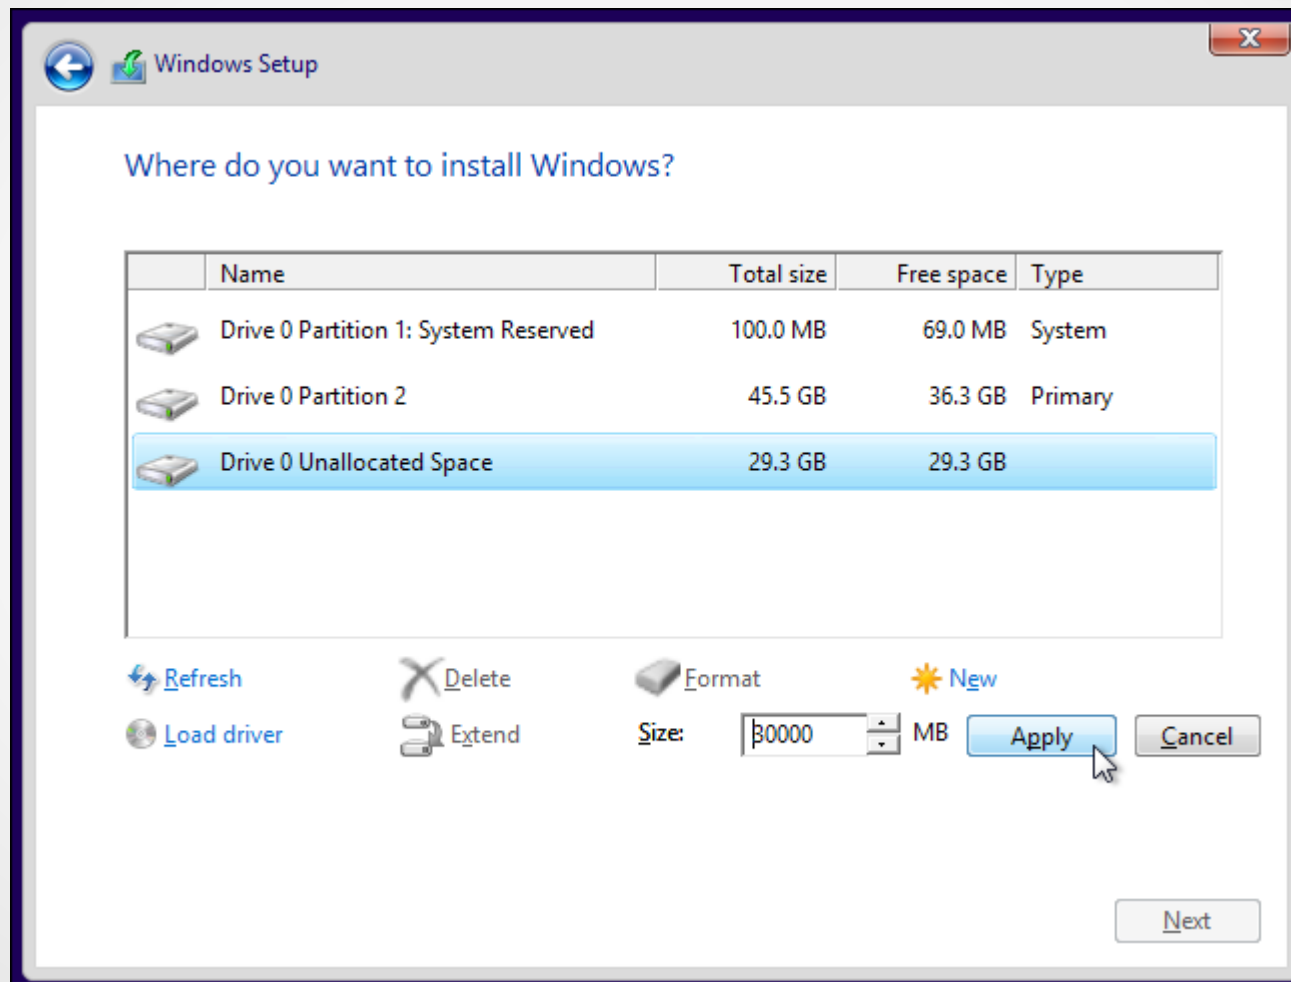 Windows Setup
Where do you want to install Windows?
Name Total size Free space Type
Drive 0 Partition 1: System Reserved 100.0 MB 69.0 MB System
Drive 0 Partition 2 45.5 GB 36.3 GB Primary
Drive 0 Unallocated Space 29.3 GB 29.3 GB
Refresh Delete Format New
Load driver Extend Size: 30000 MB Apply Cancel
Next